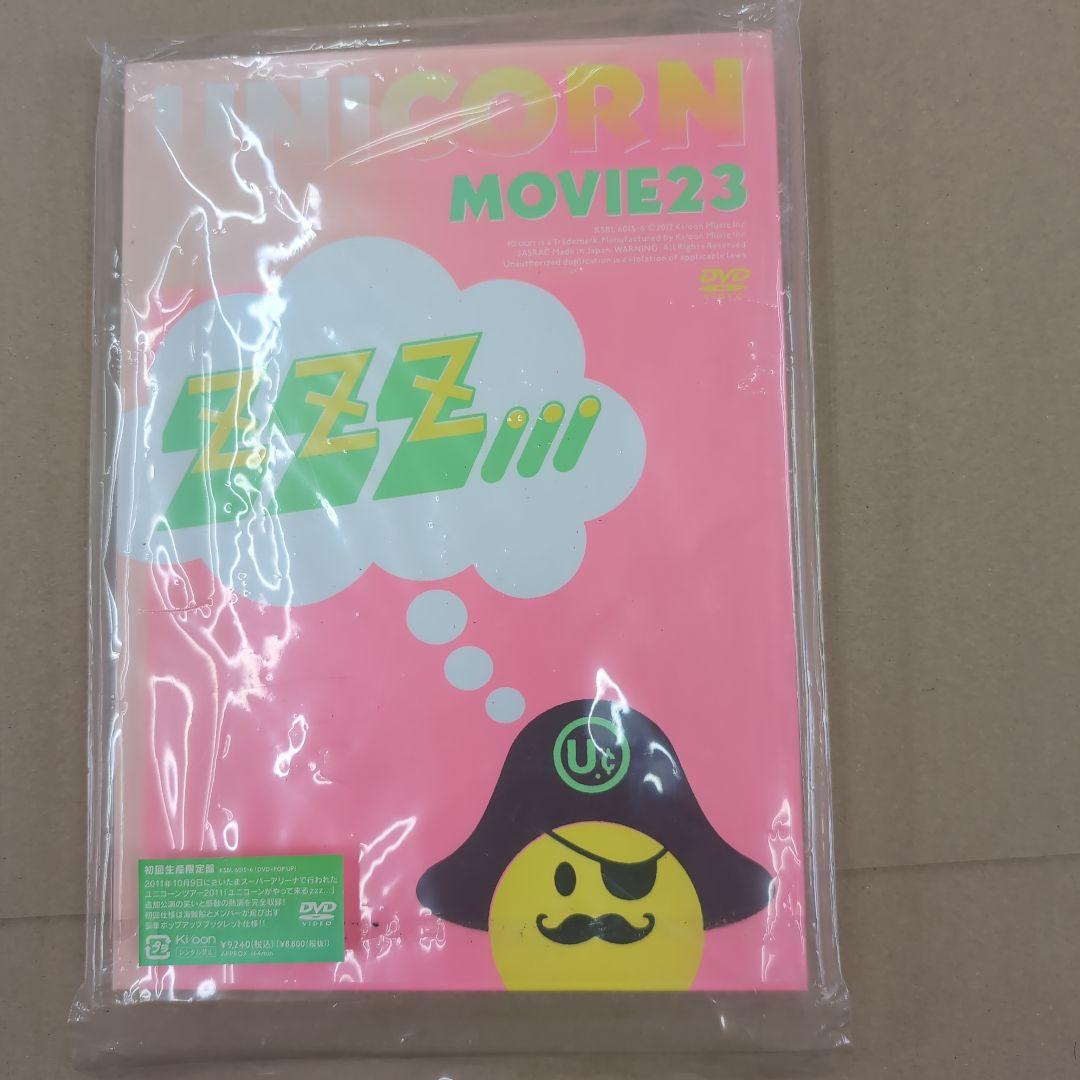 UNICORN
MOVIE23
KSBL 6015-6 ©2012 Ki/oon Music Inc.
Ki/oon is a Trademark. Manufactured by Ki/oon Music Inc.
JASRAC Made in Japan. WARNING: All Rights Reserved.
Unauthorized duplication is a violation of applicable laws
DVD
VIDEO
ZZZ...
U.¢
初回生産限定盤 KSBL 6015-6 (DVD+POP UP)
2011年10月9日にさいたまスーパーアリーナで行われた
ユニコーンツアー2011「ユニコーンがやって来るzzz...」
追加公演の笑いと感動の熱演を完全収録!
初回仕様は海賊船とメンバーが飛び出す
豪華ポップアップブックレット仕様!!
DVD
VIDEO
Ki/oon
レンタル禁止
¥9,240(税込) [¥8,800(税抜)]
APPROX. 164min.